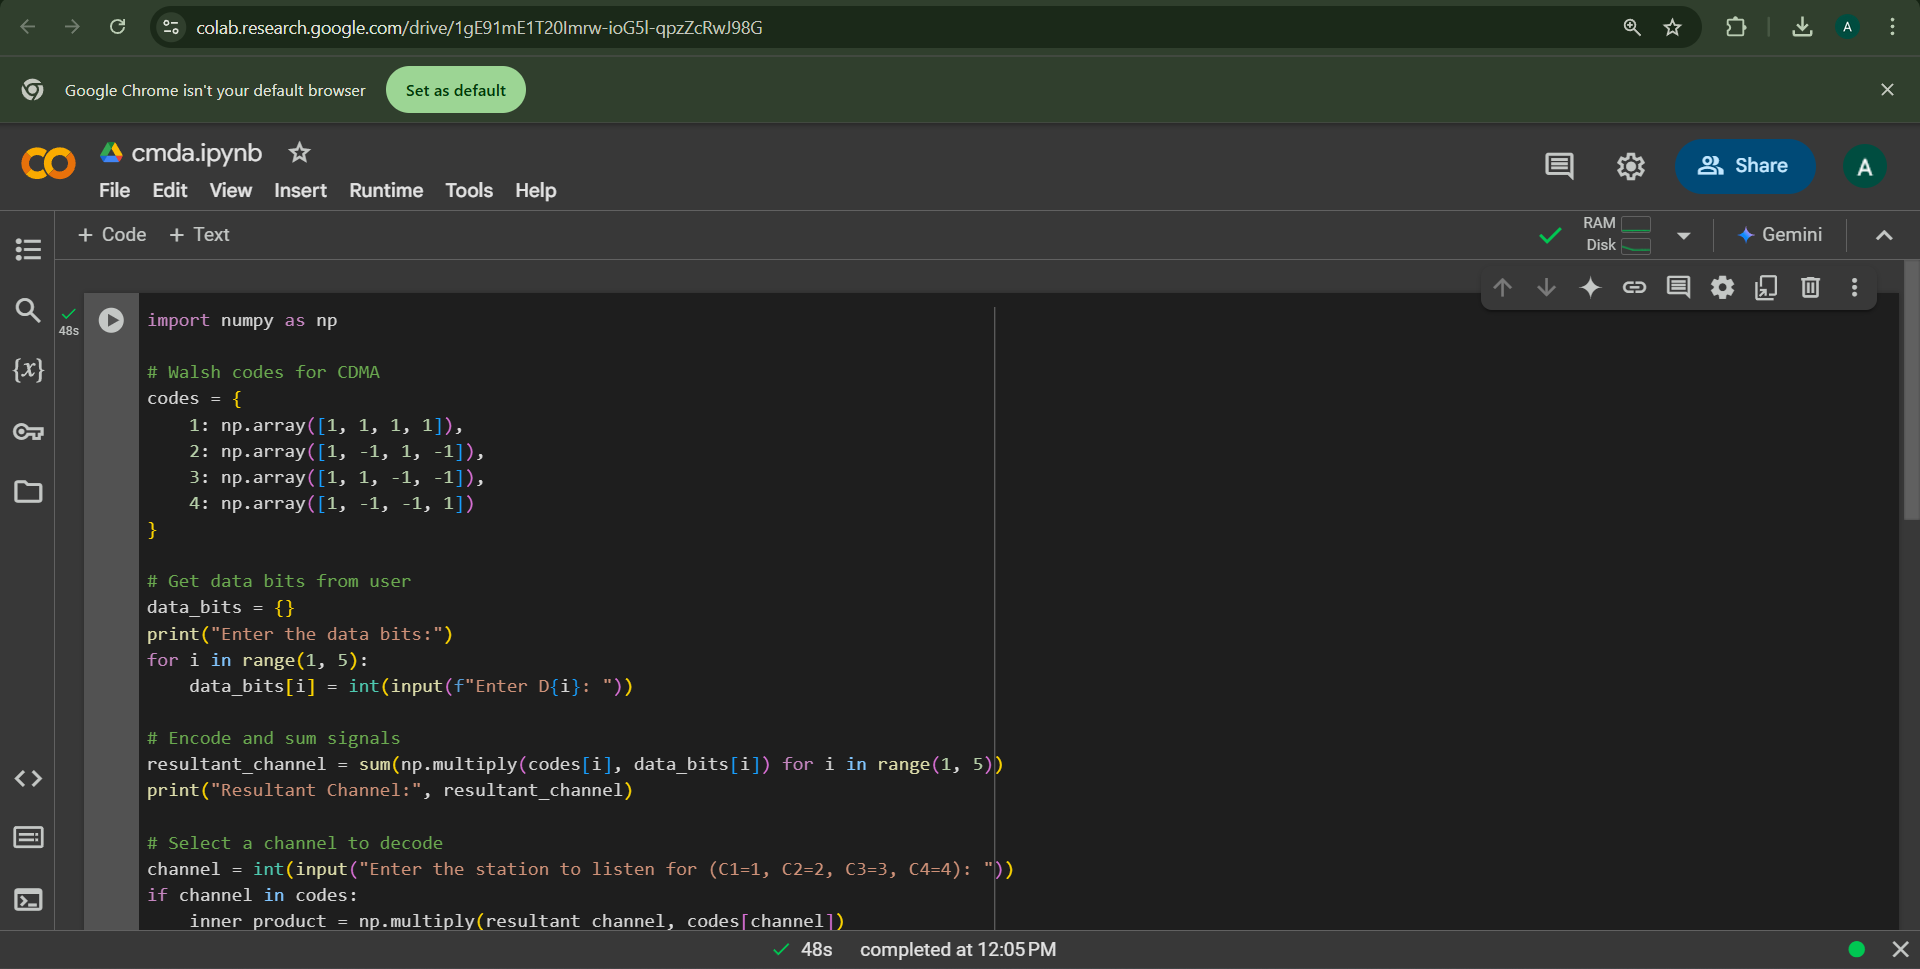 colab.research.google.com/drive/1gE91mE1T20Imrw-ioG5l-qpzZcRwJ98G
A
Google Chrome isn't your default browser
Set as default
cmda.ipynb
File Edit View Insert Runtime Tools Help
Share
A
+ Code + Text
RAM
Disk
Gemini
48s
import numpy as np
# Walsh codes for CDMA
codes = {
    1: np.array([1, 1, 1, 1]),
    2: np.array([1, -1, 1, -1]),
    3: np.array([1, 1, -1, -1]),
    4: np.array([1, -1, -1, 1])
}
# Get data bits from user
data_bits = {}
print("Enter the data bits:")
for i in range(1, 5):
    data_bits[i] = int(input(f"Enter D{i}: "))
# Encode and sum signals
resultant_channel = sum(np.multiply(codes[i], data_bits[i]) for i in range(1, 5))
print("Resultant Channel:", resultant_channel)
# Select a channel to decode
channel = int(input("Enter the station to listen for (C1=1, C2=2, C3=3, C4=4): "))
if channel in codes:
    inner_product = np.multiply(resultant_channel, codes[channel])
48s completed at 12:05 PM